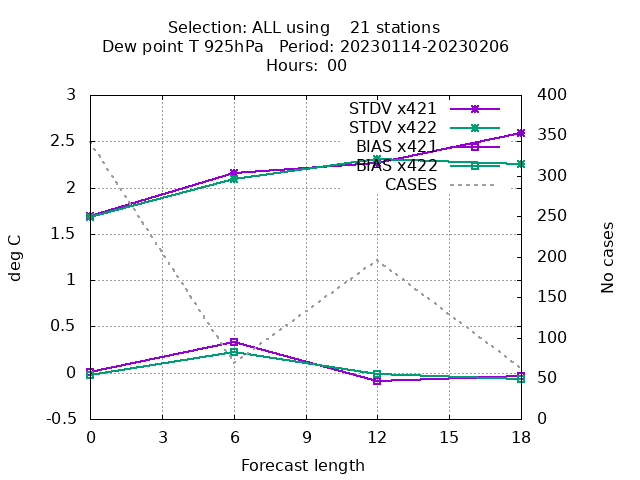 Selection: ALL using    21 stations
Dew point T 925hPa   Period: 20230114-20230206
Hours:  00
STDV x421
STDV x422
BIAS x421
BIAS x422
CASES
3
2.5
2
1.5
1
0.5
0
-0.5
deg C
400
350
300
250
200
150
100
50
0
No cases
0 3 6 9 12 15 18
Forecast length